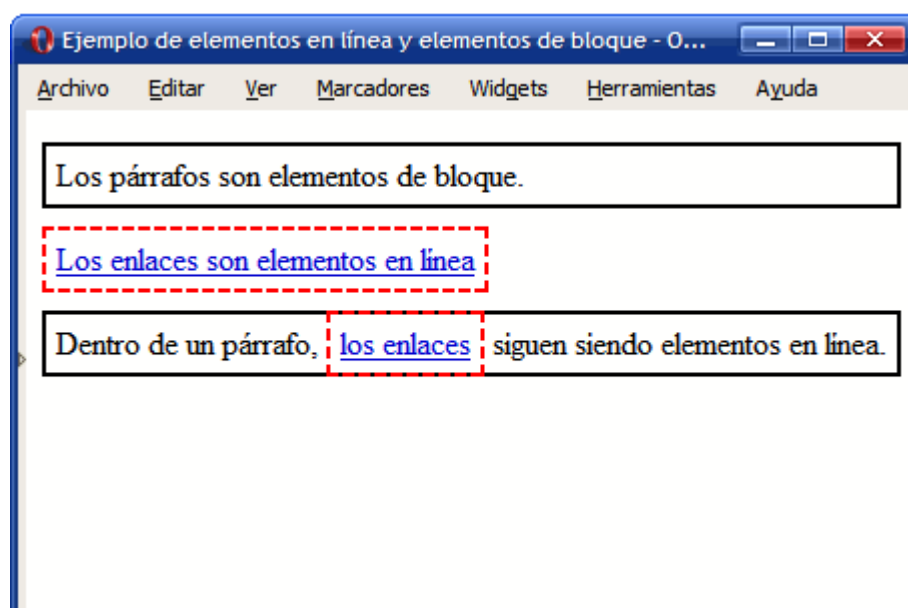 Ejemplo de elementos en línea y elementos de bloque - O...
Archivo Editar Ver Marcadores Widgets Herramientas Ayuda
Los párrafos son elementos de bloque.
Los enlaces son elementos en línea
Dentro de un párrafo, los enlaces siguen siendo elementos en línea.